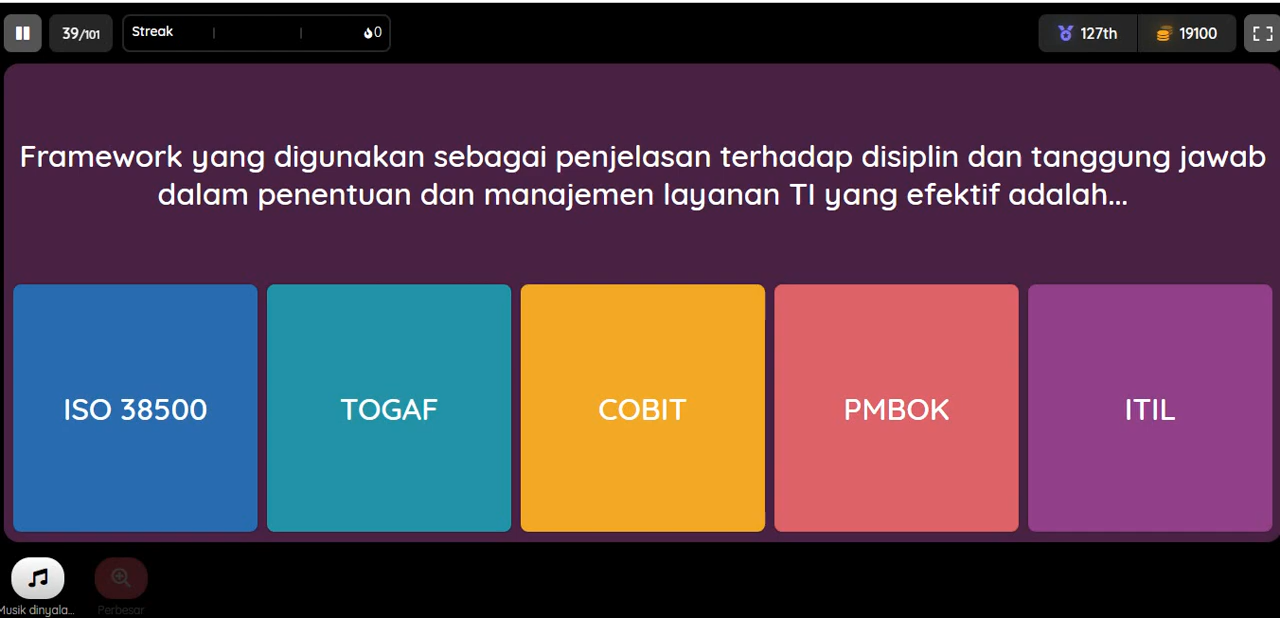 39/101
Streak
0
127th
19100
Framework yang digunakan sebagai penjelasan terhadap disiplin dan tanggung jawab
dalam penentuan dan manajemen layanan TI yang efektif adalah...
ISO 38500
TOGAF
COBIT
PMBOK
ITIL
Musik dinyala...
Perbesar